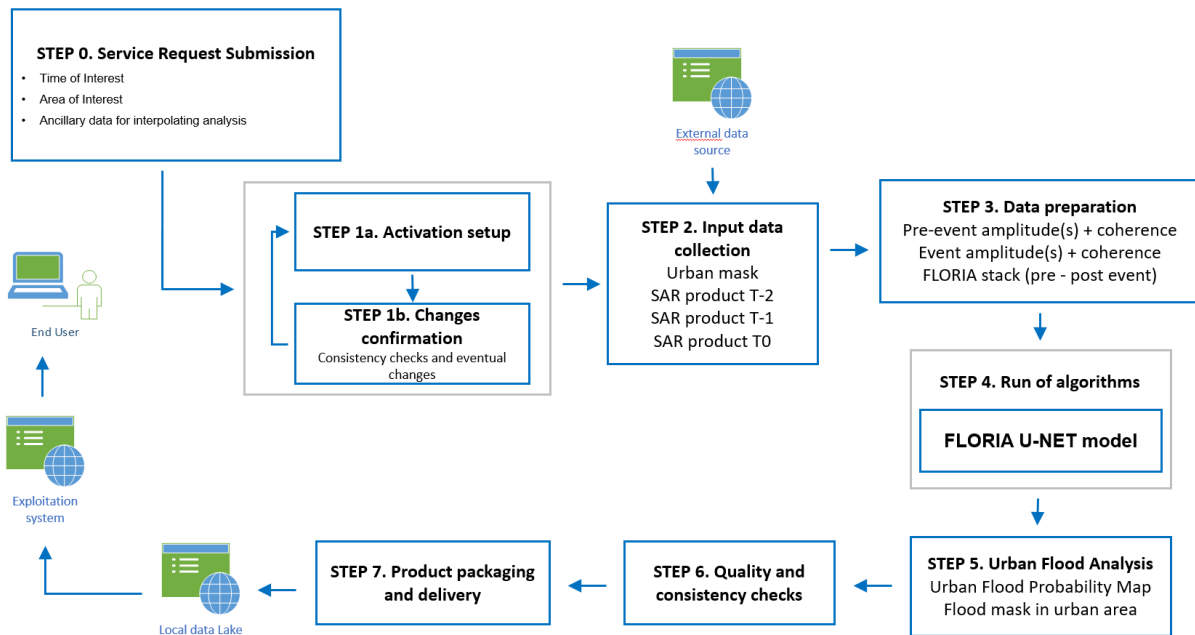 STEP 0. Service Request Submission
• Time of Interest
• Area of Interest
• Ancillary data for interpolating analysis
External data
source
STEP 1a. Activation setup
STEP 1b. Changes
confirmation
Consistency checks and eventual
changes
STEP 2. Input data
collection
Urban mask
SAR product T-2
SAR product T-1
SAR product T0
STEP 3. Data preparation
Pre-event amplitude(s) + coherence
Event amplitude(s) + coherence
FLORIA stack (pre - post event)
STEP 4. Run of algorithms
FLORIA U-NET model
STEP 5. Urban Flood Analysis
Urban Flood Probability Map
Flood mask in urban area
STEP 6. Quality and
consistency checks
STEP 7. Product packaging
and delivery
Local data Lake
Exploitation
system
End User